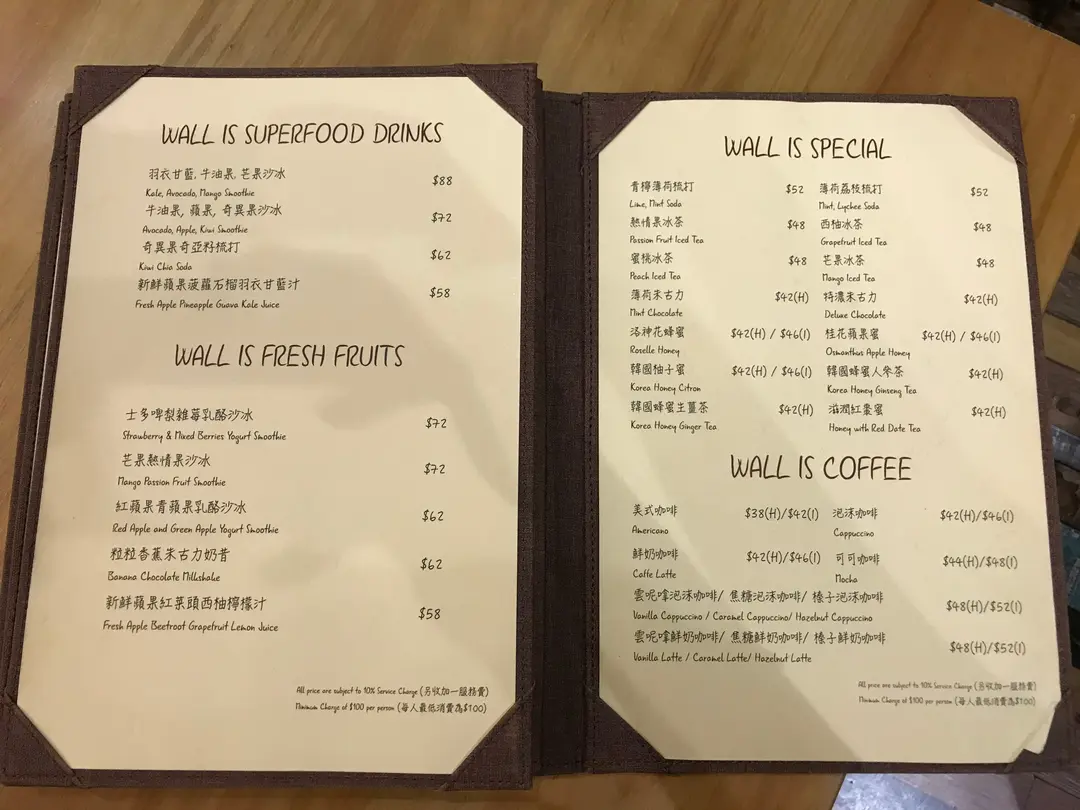 WALL IS SUPERFOOD DRINKS
羽衣甘藍, 牛油果, 芒果沙冰 $88
Kale, Avocado, Mango Smoothie
牛油果, 蘋果, 奇異果沙冰 $72
Avocado, Apple, Kiwi Smoothie
奇異果奇亞籽梳打 $62
Kiwi Chia Soda
新鮮蘋果菠蘿石榴羽衣甘藍汁 $58
Fresh Apple Pineapple Guava Kale Juice
WALL IS FRESH FRUITS
士多啤梨雜莓乳酪沙冰 $72
Strawberry & Mixed Berries Yogurt Smoothie
芒果熱情果沙冰 $72
Mango Passion Fruit Smoothie
紅蘋果青蘋果乳酪沙冰 $62
Red Apple and Green Apple Yogurt Smoothie
粒粒香蕉朱古力奶昔 $62
Banana Chocolate Milkshake
新鮮蘋果紅菜頭西柚檸檬汁 $58
Fresh Apple Beetroot Grapefruit Lemon Juice
All price are subject to 10% Service Charge (另收加一服務費)
Minimum Charge of $100 per person (每人最低消費為$100)
WALL IS SPECIAL
青檸薄荷梳打 $52 薄荷荔枝梳打 $52
Lime, Mint Soda Mint, Lychee Soda
熱情果冰茶 $48 西柚冰茶 $48
Passion Fruit Iced Tea Grapefruit Iced Tea
蜜桃冰茶 $48 芒果冰茶 $48
Peach Iced Tea Mango Iced Tea
薄荷朱古力 $42(H) 特濃朱古力 $42(H)
Mint Chocolate Deluxe Chocolate
洛神花蜂蜜 $42(H) / $46(I) 桂花蘋果蜜 $42(H) / $46(I)
Roselle Honey Osmanthus Apple Honey
韓國柚子蜜 $42(H) / $46(I) 韓國蜂蜜人參茶 $42(H)
Korea Honey Citron Korea Honey Ginseng Tea
韓國蜂蜜生薑茶 $42(H) 滋潤紅棗蜜 $42(H)
Korea Honey Ginger Tea Honey with Red Date Tea
WALL IS COFFEE
美式咖啡 $38(H)/$42(I) 泡沫咖啡 $42(H)/$46(I)
Americano Cappuccino
鮮奶咖啡 $42(H)/$46(I) 可可咖啡 $44(H)/$48(I)
Caffe Latte Mocha
雲呢嗱泡沫咖啡/ 焦糖泡沫咖啡/ 榛子泡沫咖啡 $48(H)/$52(I)
Vanilla Cappuccino / Caramel Cappuccino/ Hazelnut Cappuccino
雲呢嗱鮮奶咖啡/ 焦糖鮮奶咖啡/ 榛子鮮奶咖啡 $48(H)/$52(I)
Vanilla Latte / Caramel Latte/ Hazelnut Latte
All price are subject to 10% Service Charge (另收加一服務費)
Minimum Charge of $100 per person (每人最低消費為$100)